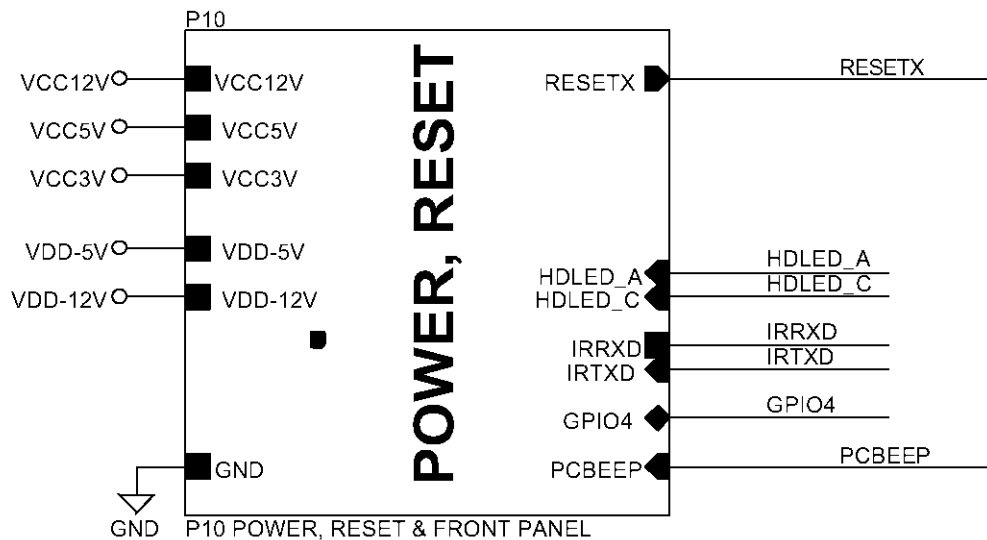 P10
VCC12V VCC12V RESETX RESETX
VCC5V VCC5V
VCC3V VCC3V
VDD-5V VDD-5V
HDLED_A HDLED_A
VDD-12V VDD-12V HDLED_C HDLED_C
IRRXD IRRXD
IRTXD IRTXD
GPIO4 GPIO4
GND PCBEEP PCBEEP
POWER, RESET
GND P10 POWER, RESET & FRONT PANEL